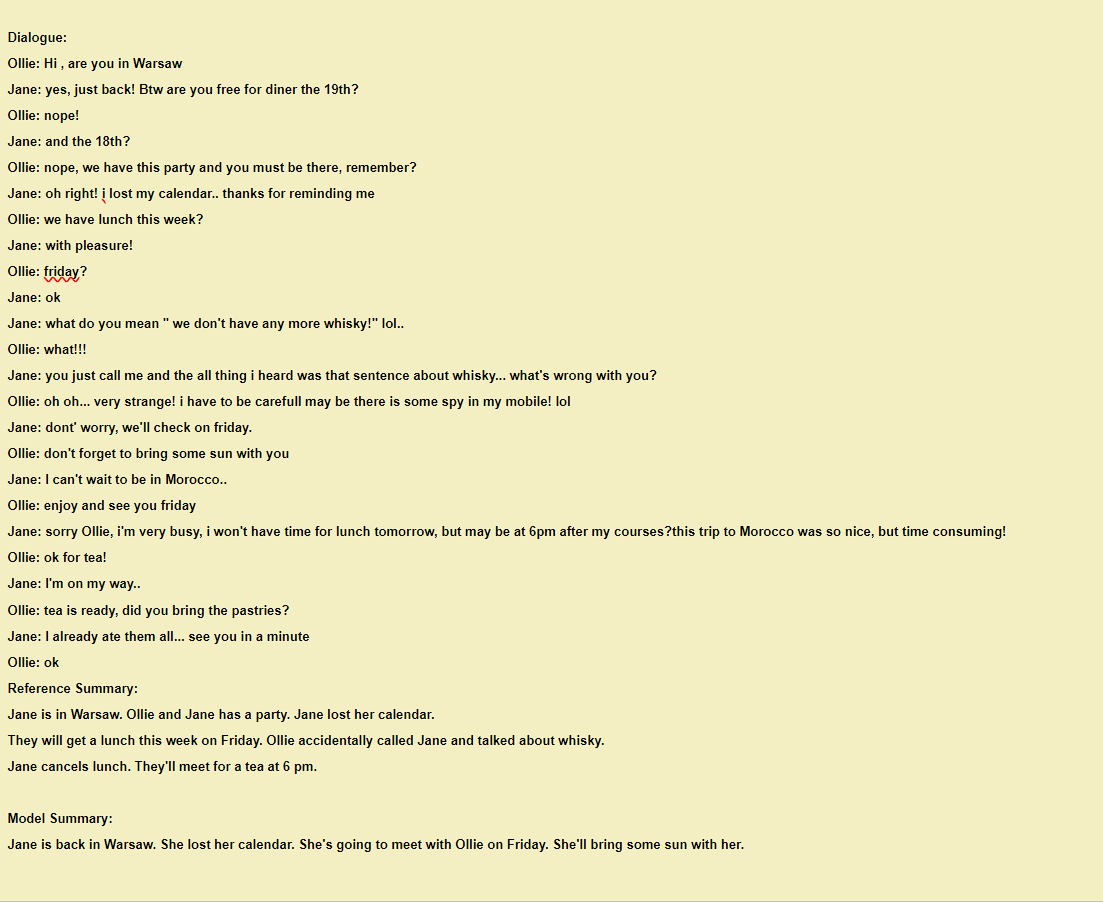 Dialogue:
Ollie: Hi , are you in Warsaw
Jane: yes, just back! Btw are you free for diner the 19th?
Ollie: nope!
Jane: and the 18th?
Ollie: nope, we have this party and you must be there, remember?
Jane: oh right! i lost my calendar.. thanks for reminding me
Ollie: we have lunch this week?
Jane: with pleasure!
Ollie: friday?
Jane: ok
Jane: what do you mean " we don't have any more whisky!" lol..
Ollie: what!!!
Jane: you just call me and the all thing i heard was that sentence about whisky... what's wrong with you?
Ollie: oh oh... very strange! i have to be carefull may be there is some spy in my mobile! lol
Jane: dont' worry, we'll check on friday.
Ollie: don't forget to bring some sun with you
Jane: I can't wait to be in Morocco..
Ollie: enjoy and see you friday
Jane: sorry Ollie, i'm very busy, i won't have time for lunch tomorrow, but may be at 6pm after my courses?this trip to Morocco was so nice, but time consuming!
Ollie: ok for tea!
Jane: I'm on my way..
Ollie: tea is ready, did you bring the pastries?
Jane: I already ate them all... see you in a minute
Ollie: ok
Reference Summary:
Jane is in Warsaw. Ollie and Jane has a party. Jane lost her calendar.
They will get a lunch this week on Friday. Ollie accidentally called Jane and talked about whisky.
Jane cancels lunch. They'll meet for a tea at 6 pm.
Model Summary:
Jane is back in Warsaw. She lost her calendar. She's going to meet with Ollie on Friday. She'll bring some sun with her.